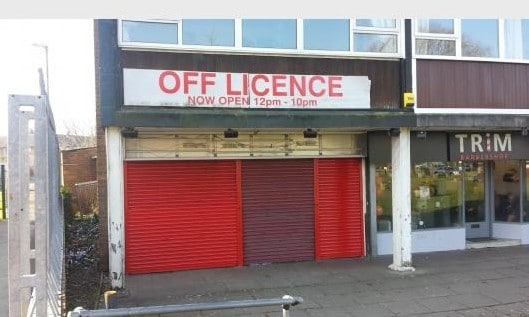 OFF LICENCE
NOW OPEN 12pm - 10pm
TRiM
BARBERSHOP